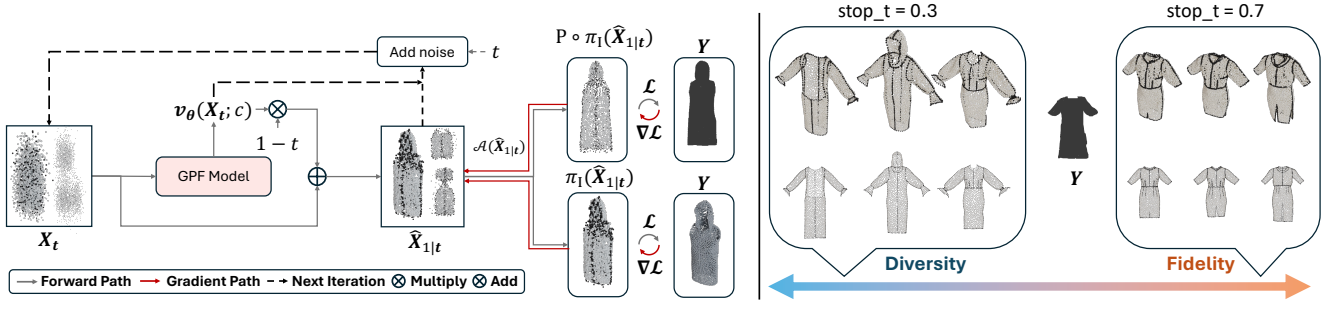 Add noise
t
v_θ(X_t; c)
1 − t
GPF Model
X_t
X̂_{1|t}
𝒜(X̂_{1|t})
P ∘ π_I(X̂_{1|t})
Y
ℒ
∇ℒ
π_I(X̂_{1|t})
Y
ℒ
∇ℒ
Forward Path Gradient Path Next Iteration Multiply Add
stop_t = 0.3
stop_t = 0.7
Y
Diversity
Fidelity